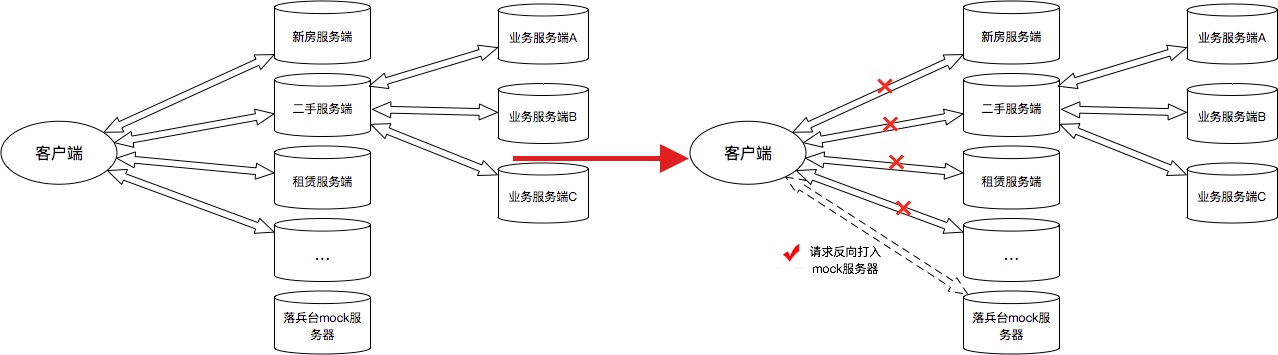 新房服务端
业务服务端A
二手服务端
业务服务端B
客户端
租赁服务端
业务服务端C
...
落兵台mock服
务器
新房服务端
业务服务端A
二手服务端
业务服务端B
客户端
租赁服务端
业务服务端C
...
请求反向打入
mock服务器
落兵台mock服
务器